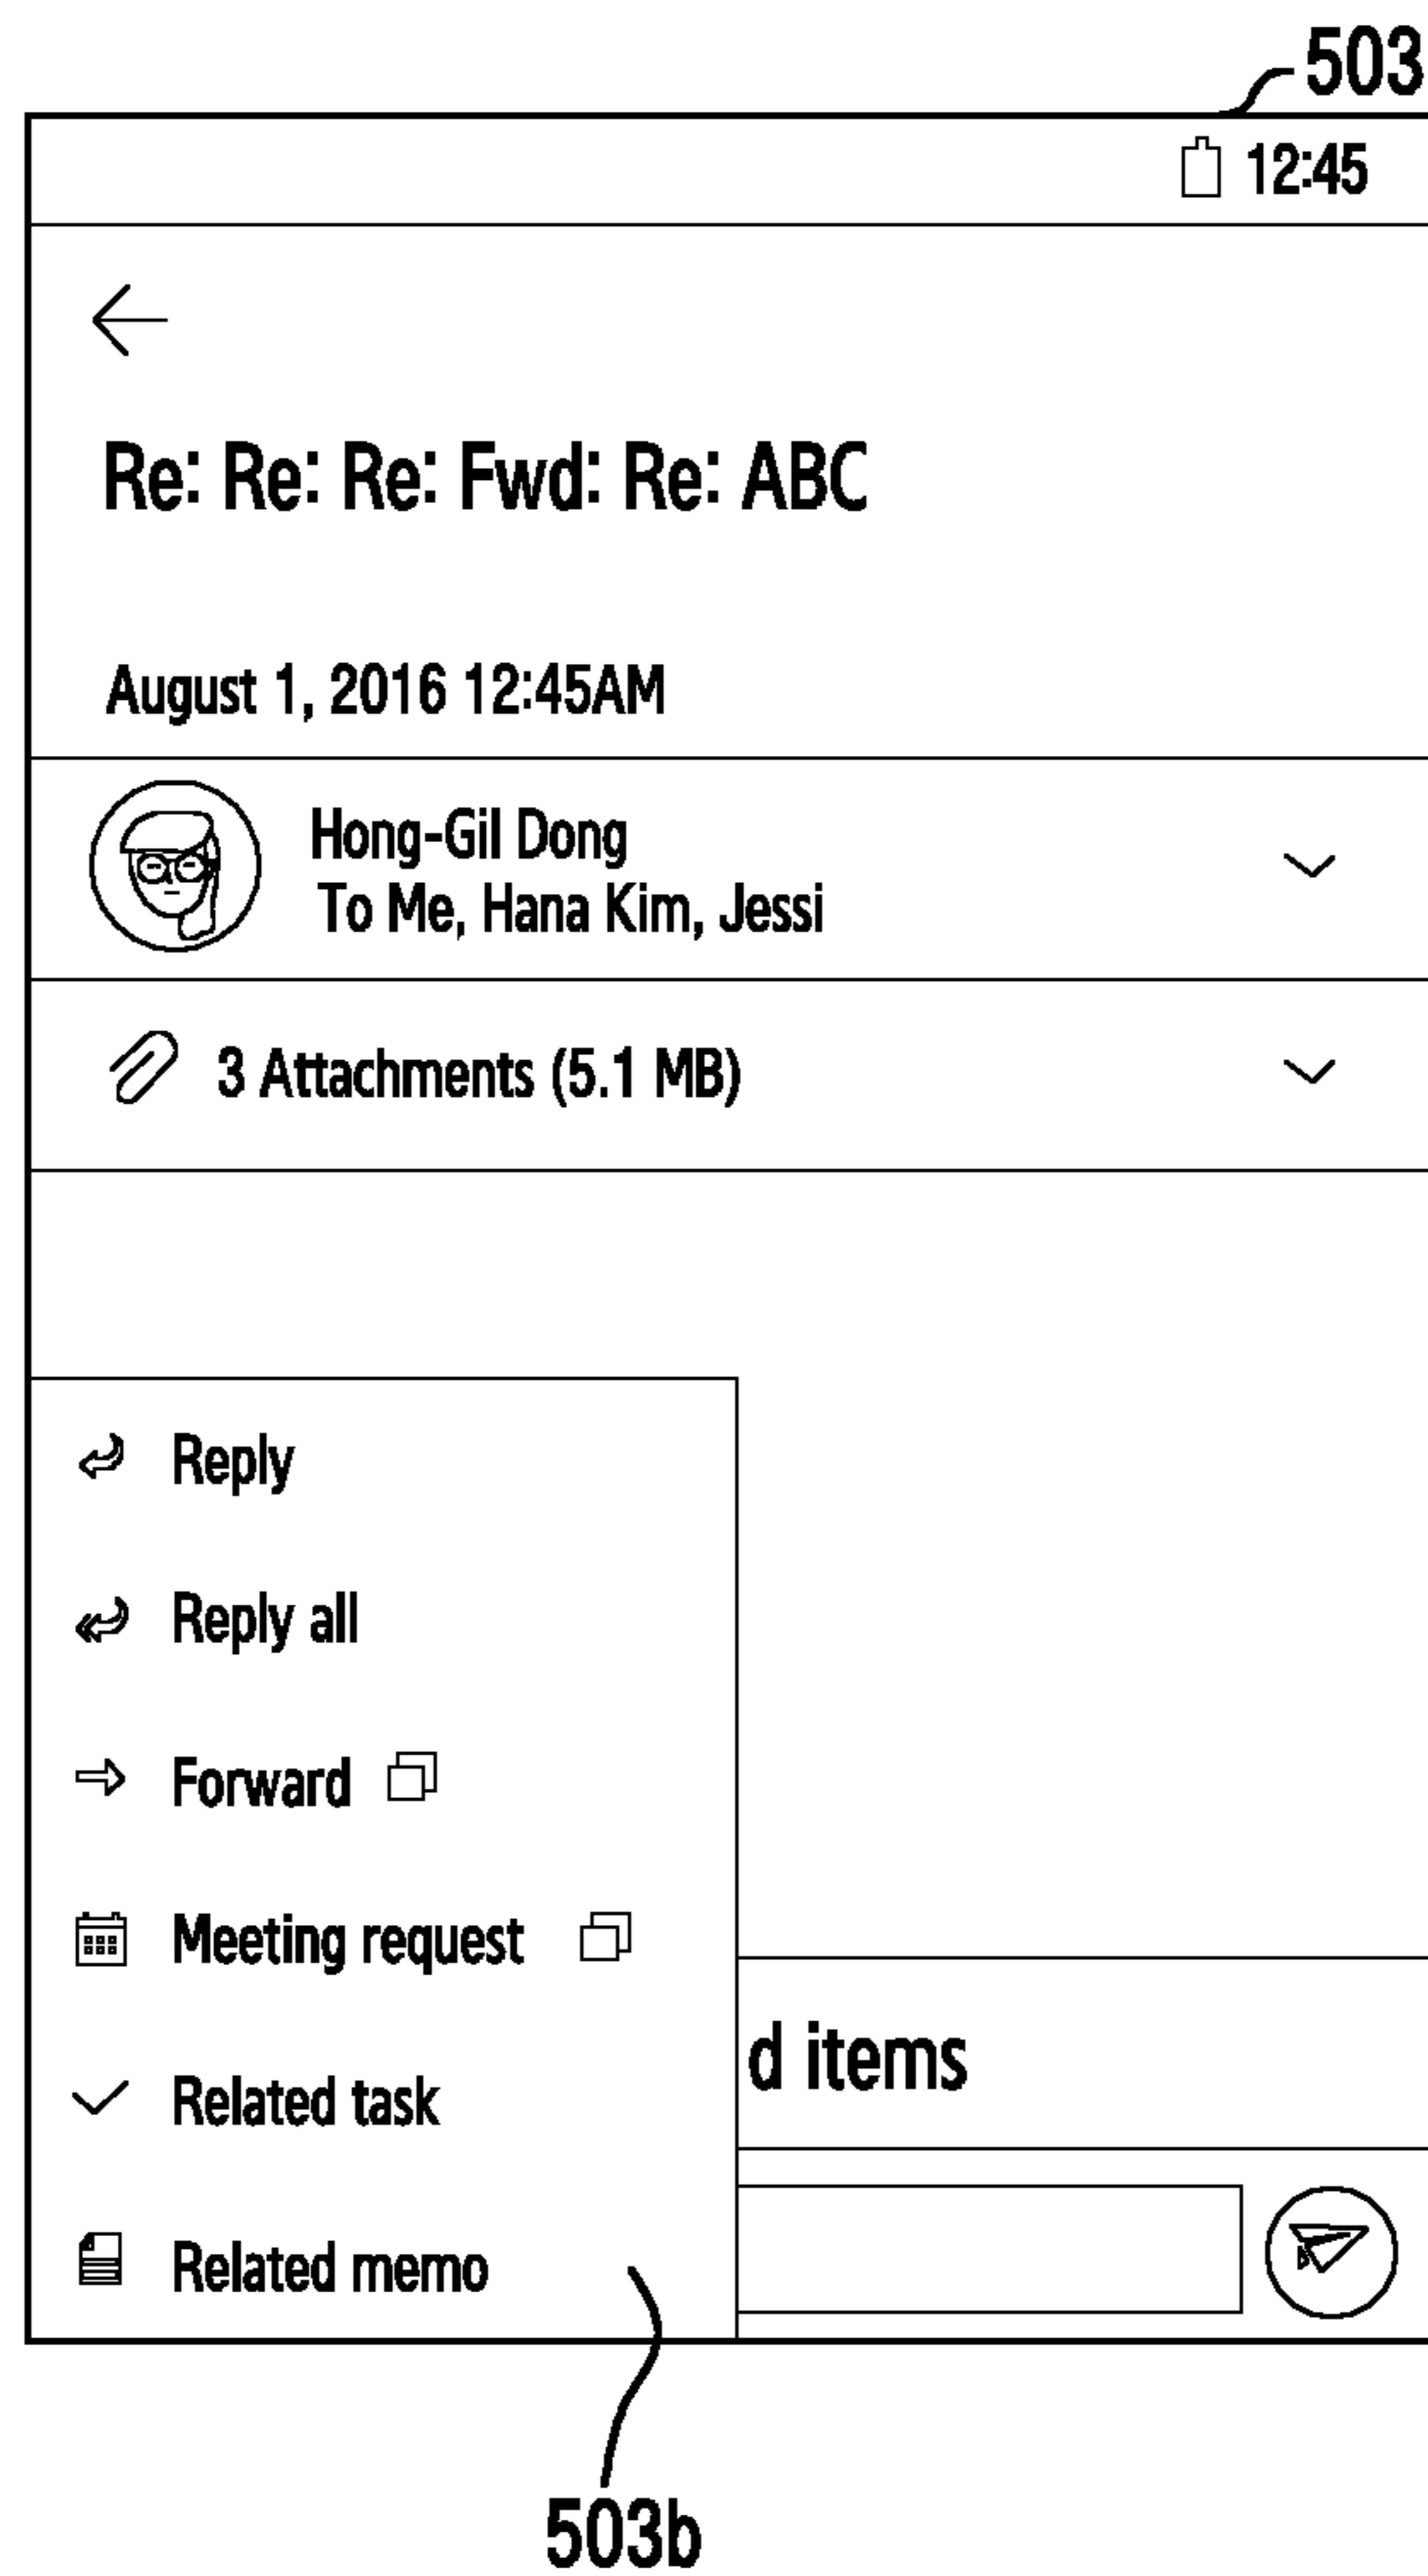 503
12:45
Re: Re: Re: Fwd: Re: ABC
August 1, 2016 12:45AM
Hong-Gil Dong
To Me, Hana Kim, Jessi
3 Attachments (5.1 MB)
Reply
Reply all
Forward
Meeting request
d items
Related task
Related memo
503b